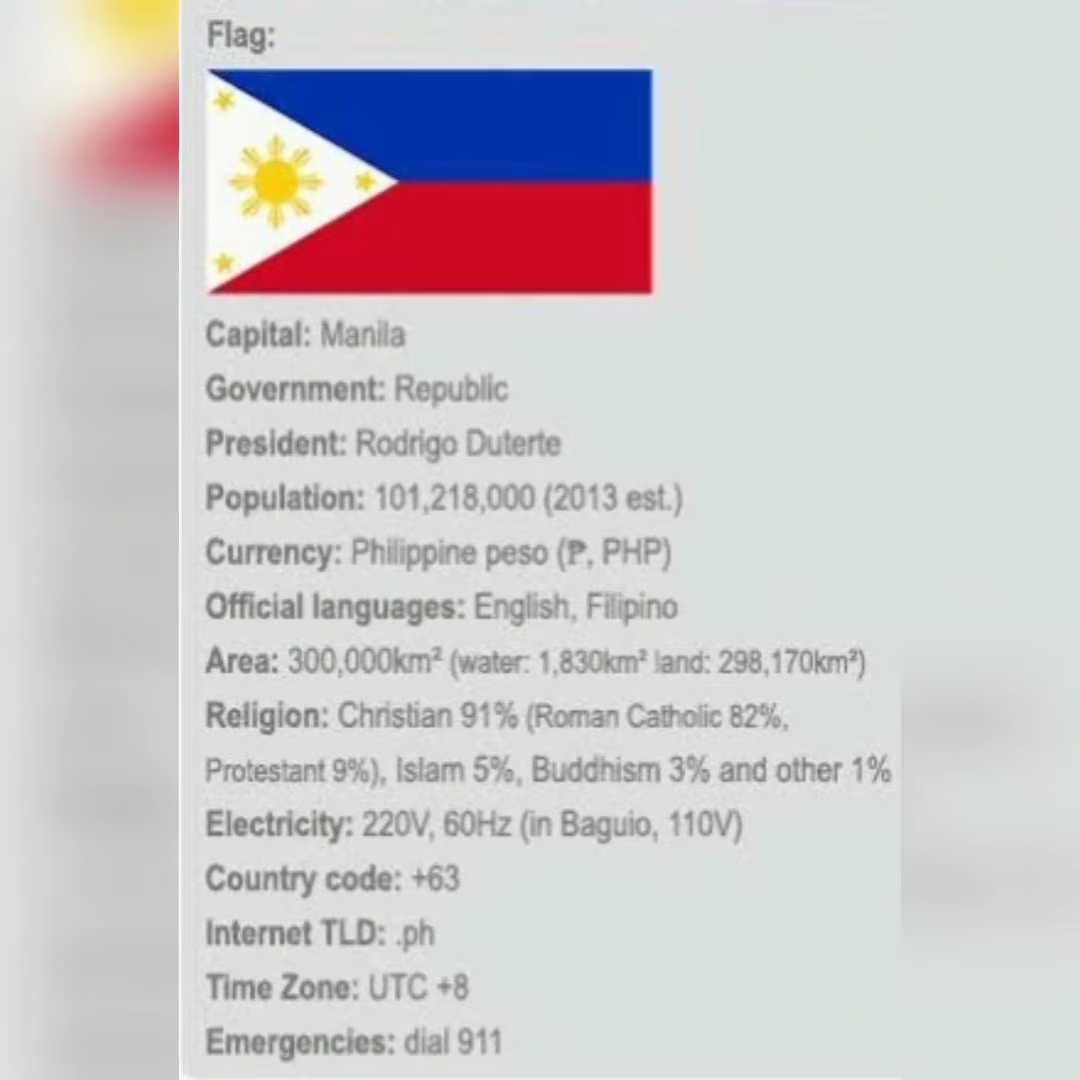 Flag:
Capital: Manila
Government: Republic
President: Rodrigo Duterte
Population: 101,218,000 (2013 est.)
Currency: Philippine peso (₱, PHP)
Official languages: English, Filipino
Area: 300,000km² (water: 1,830km² land: 298,170km²)
Religion: Christian 91% (Roman Catholic 82%,
Protestant 9%), Islam 5%, Buddhism 3% and other 1%
Electricity: 220V, 60Hz (in Baguio, 110V)
Country code: +63
Internet TLD: .ph
Time Zone: UTC +8
Emergencies: dial 911